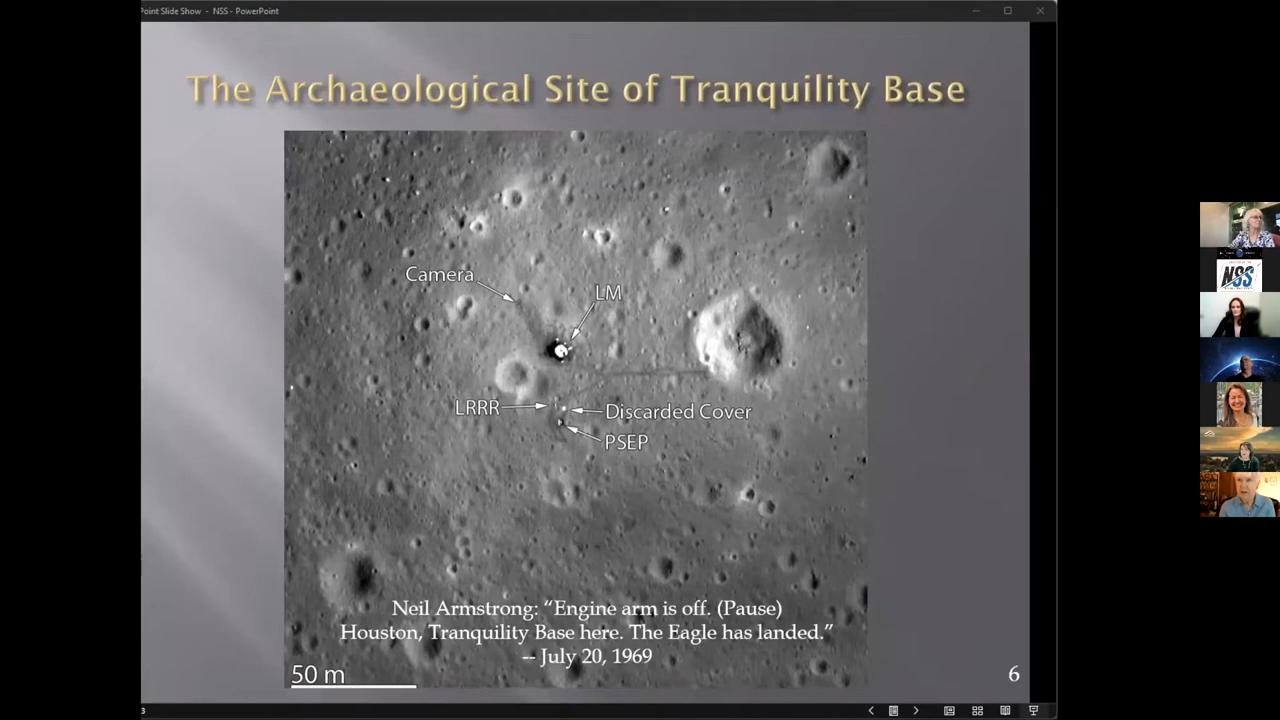 Point Slide Show - NSS - PowerPoint
The Archaeological Site of Tranquility Base
Camera
LM
LRRR
Discarded Cover
PSEP
Neil Armstrong: “Engine arm is off. (Pause)
Houston, Tranquility Base here. The Eagle has landed.”
-- July 20, 1969
50 m
6
3
NSS